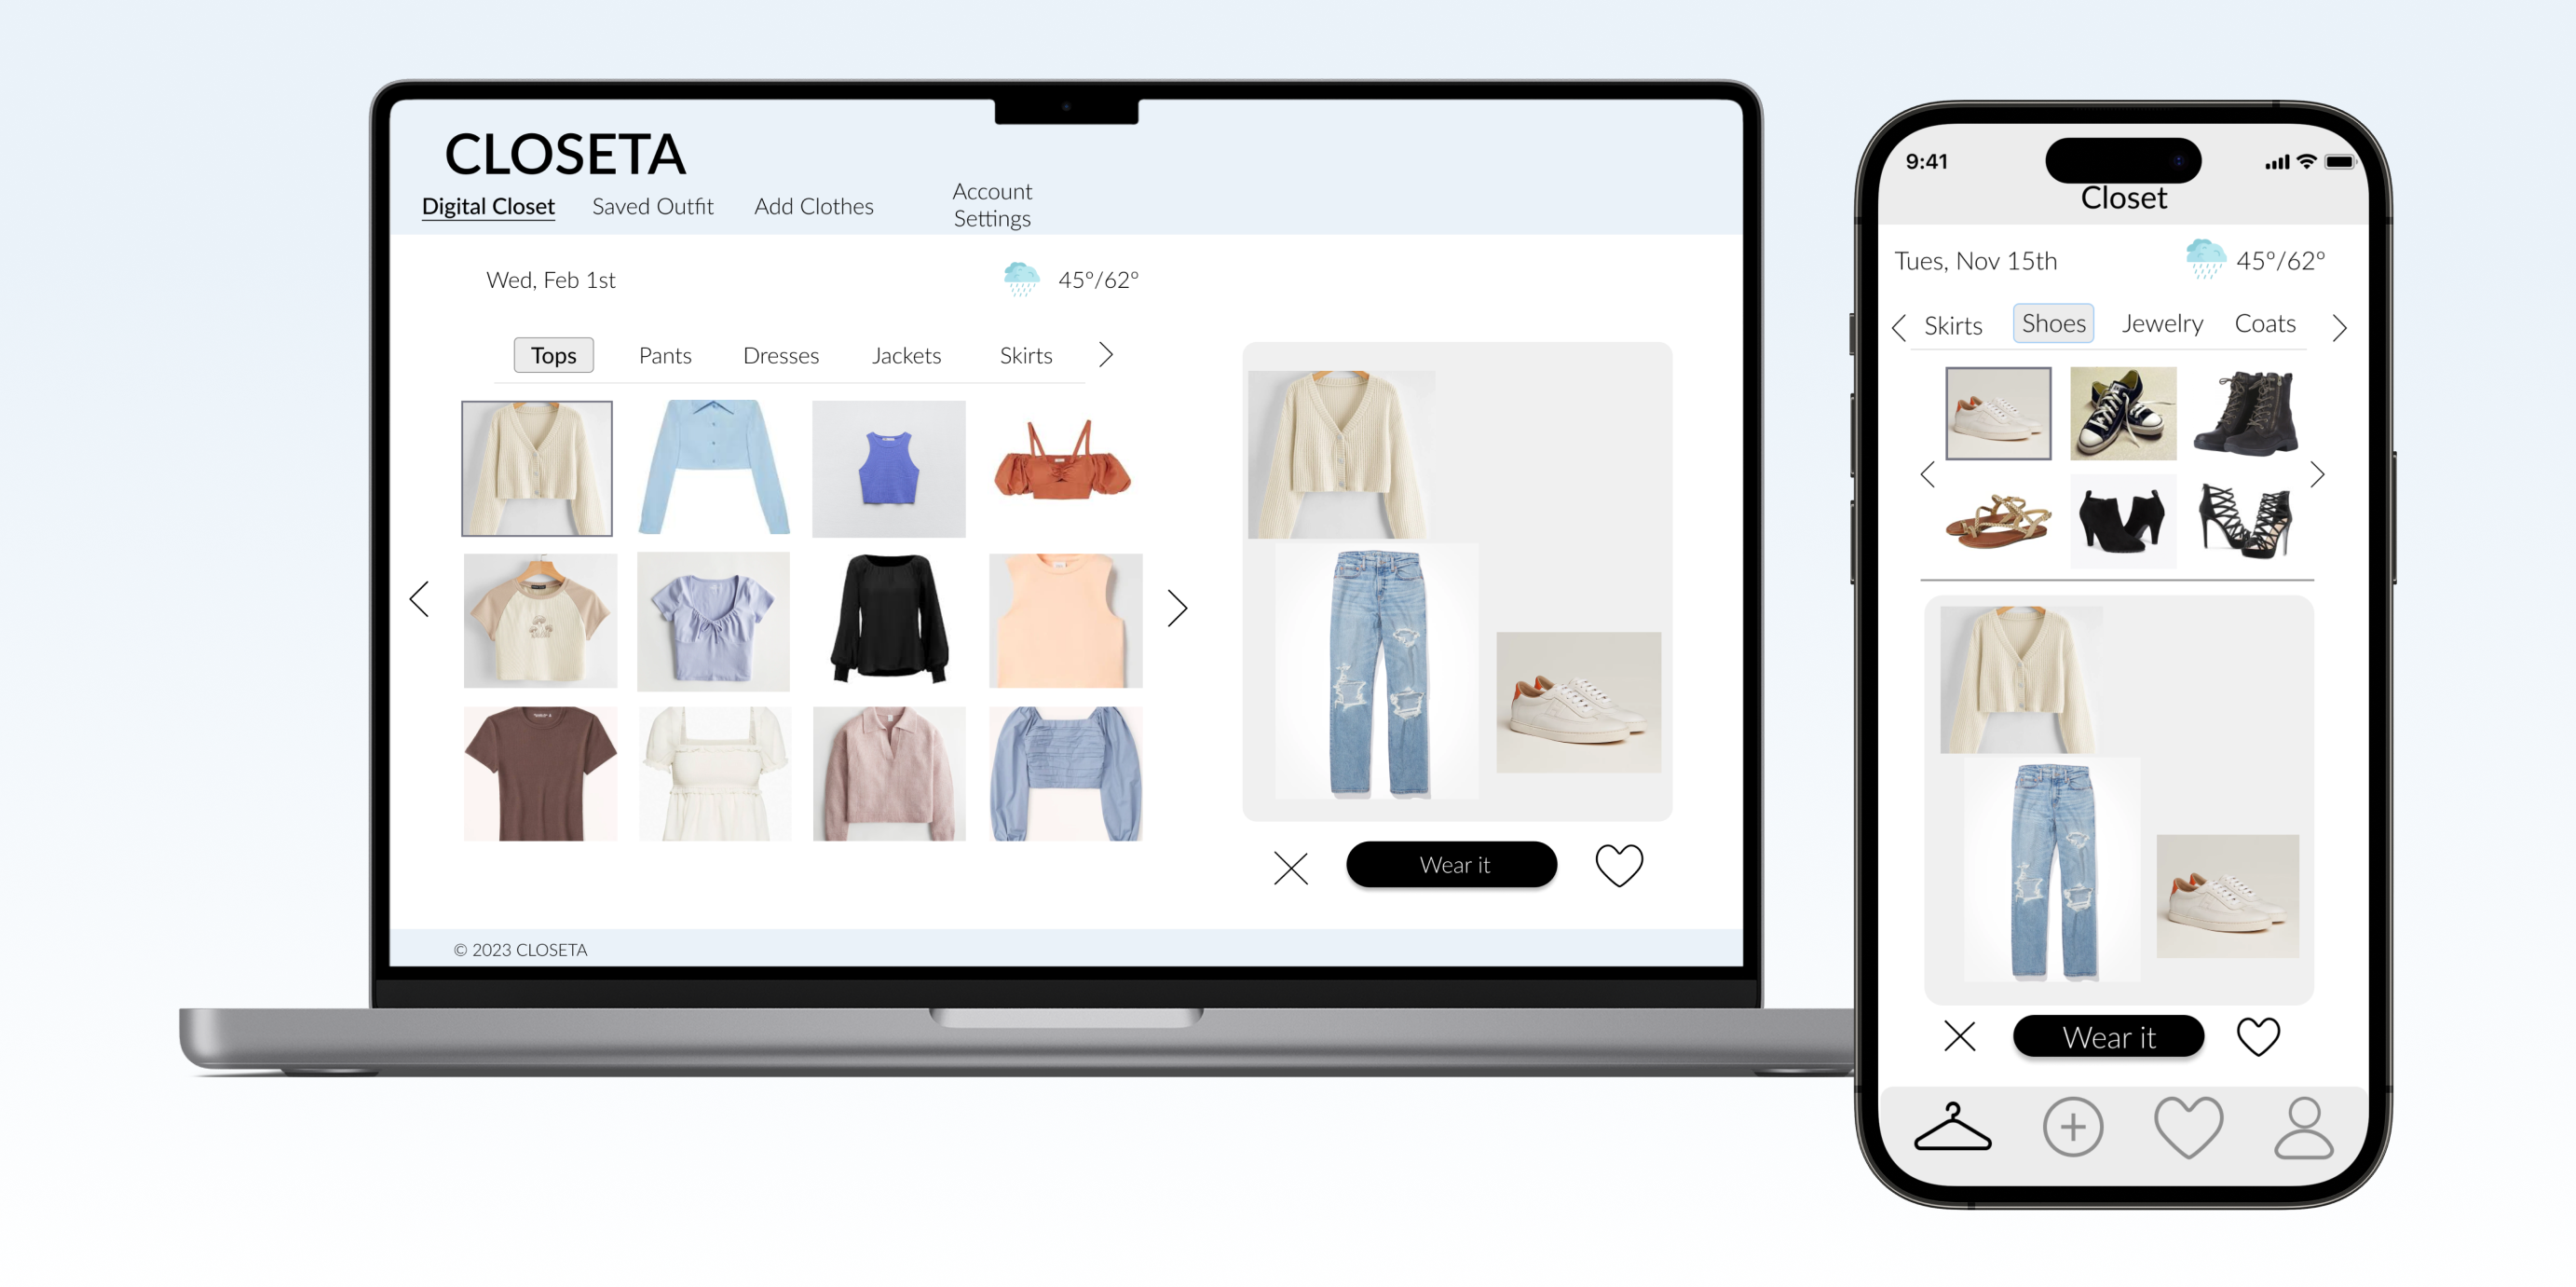 CLOSETA
Digital Closet Saved Outfit Add Clothes Account Settings
Wed, Feb 1st 45°/62°
Tops Pants Dresses Jackets Skirts
Wear it
© 2023 CLOSETA
9:41
Closet
Tues, Nov 15th 45°/62°
Skirts Shoes Jewelry Coats
Wear it